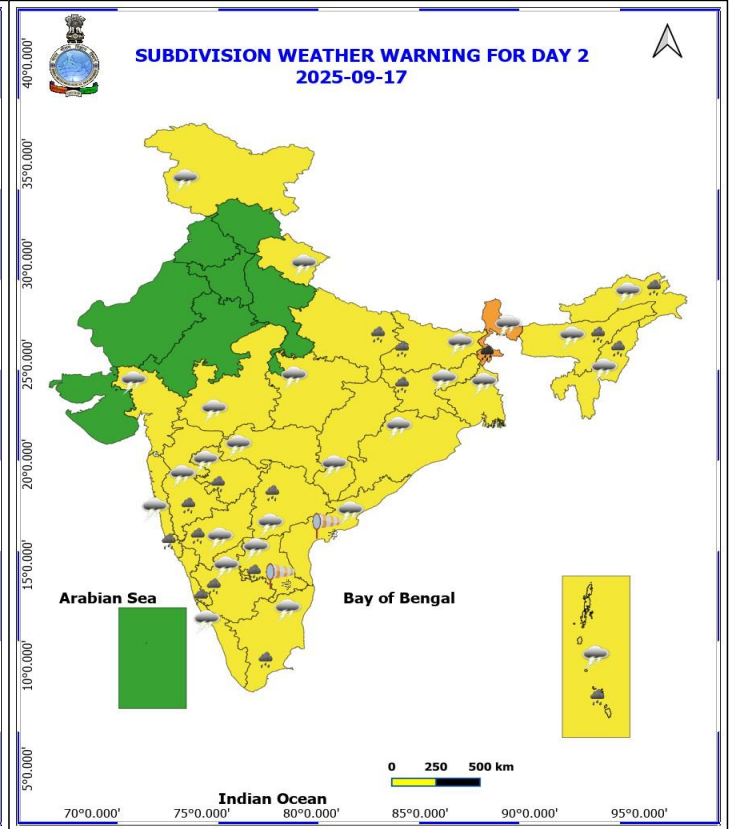 SUBDIVISION WEATHER WARNING FOR DAY 2
2025-09-17
40°0.000'
35°0.000'
30°0.000'
25°0.000'
20°0.000'
15°0.000'
10°0.000'
5°0.000'
Arabian Sea
Bay of Bengal
0 250 500 km
Indian Ocean
70°0.000' 75°0.000' 80°0.000' 85°0.000' 90°0.000' 95°0.000'